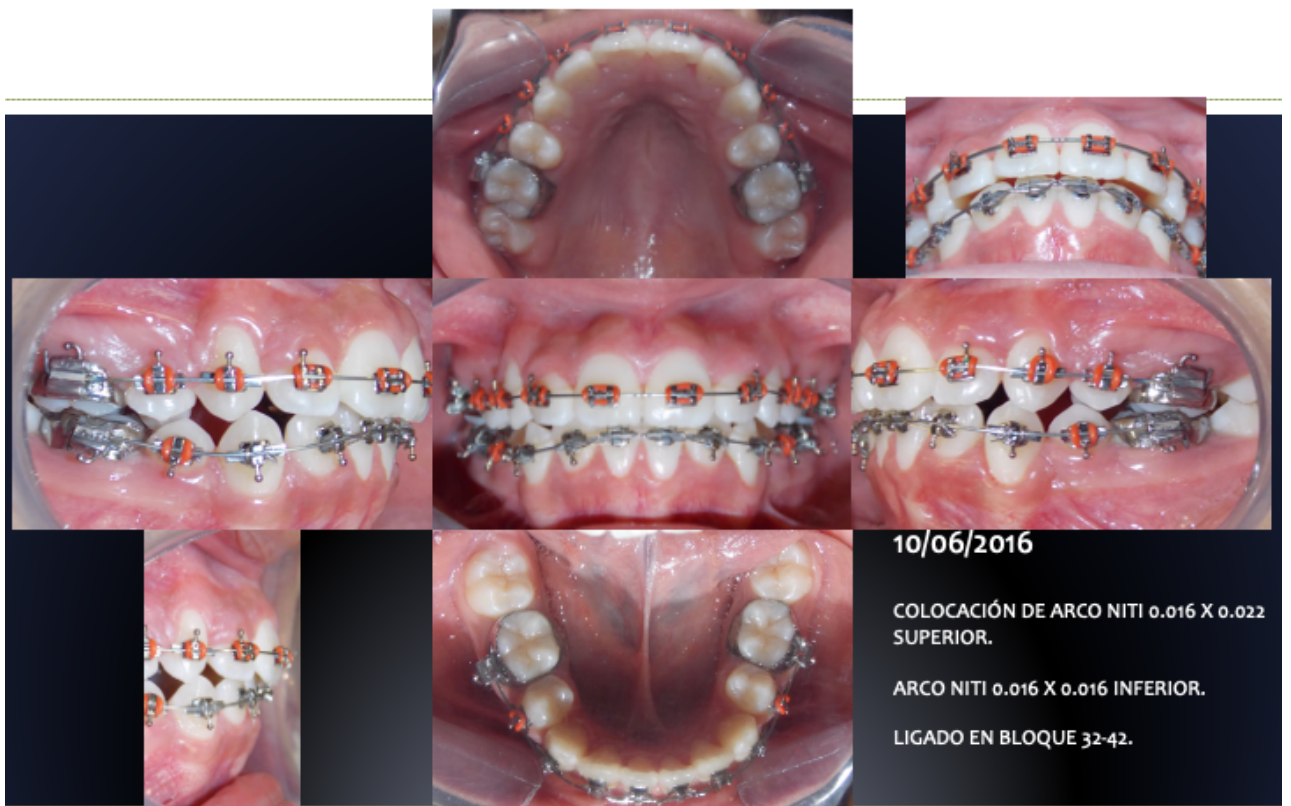 10/06/2016
COLOCACIÓN DE ARCO NITI 0.016 X 0.022
SUPERIOR.
ARCO NITI 0.016 X 0.016 INFERIOR.
LIGADO EN BLOQUE 32-42.